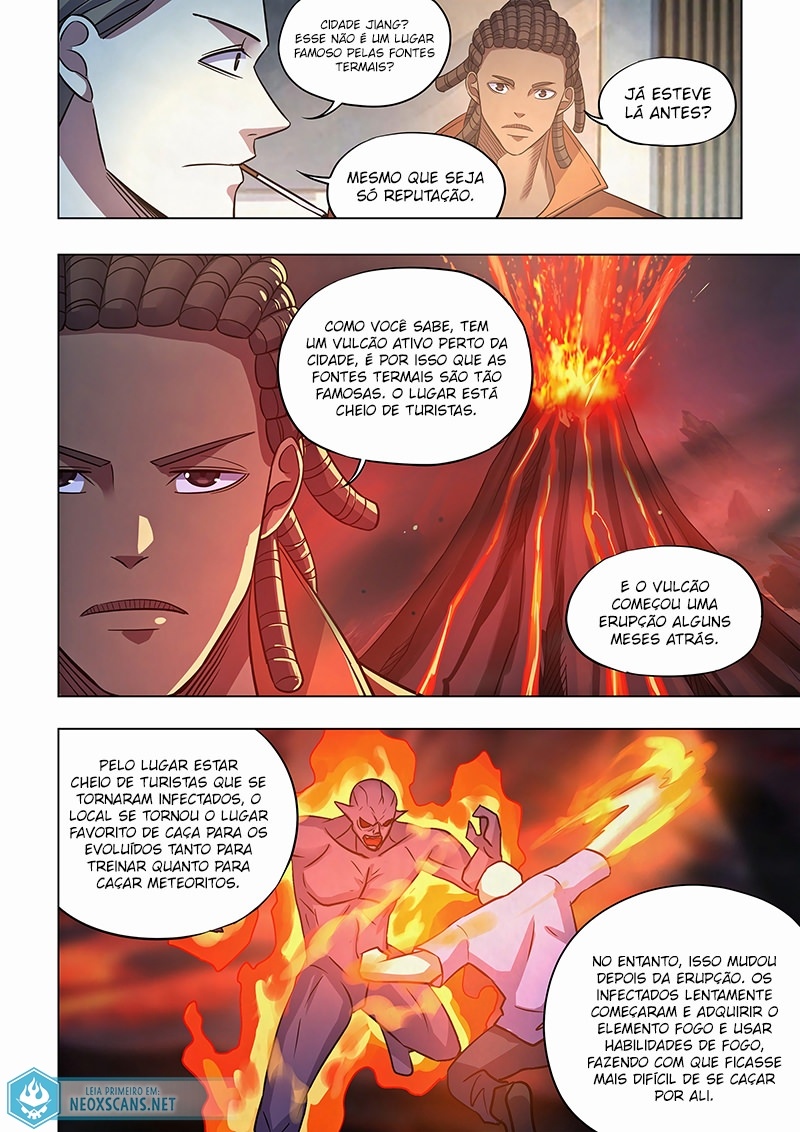 CIDADE JIANG?
ESSE NÃO É UM LUGAR
FAMOSO PELAS FONTES
TERMAIS?
JÁ ESTEVE
LÁ ANTES?
MESMO QUE SEJA
SÓ REPUTAÇÃO.
COMO VOCÊ SABE, TEM
UM VULCÃO ATIVO PERTO DA
CIDADE, É POR ISSO QUE AS
FONTES TERMAIS SÃO TÃO
FAMOSAS. O LUGAR ESTÁ
CHEIO DE TURISTAS.
E O VULCÃO
COMEÇOU UMA
ERUPÇÃO ALGUNS
MESES ATRÁS.
PELO LUGAR ESTAR
CHEIO DE TURISTAS QUE SE
TORNARAM INFECTADOS, O
LOCAL SE TORNOU O LUGAR
FAVORITO DE CAÇA PARA OS
EVOLUÍDOS TANTO PARA
TREINAR QUANTO PARA
CAÇAR METEORITOS.
NO ENTANTO, ISSO MUDOU
DEPOIS DA ERUPÇÃO. OS
INFECTADOS LENTAMENTE
COMEÇARAM E ADQUIRIR O
ELEMENTO FOGO E USAR
HABILIDADES DE FOGO,
FAZENDO COM QUE FICASSE
MAIS DIFÍCIL DE SE CAÇAR
POR ALI.
LEIA PRIMEIRO EM:
NEOXSCANS.NET